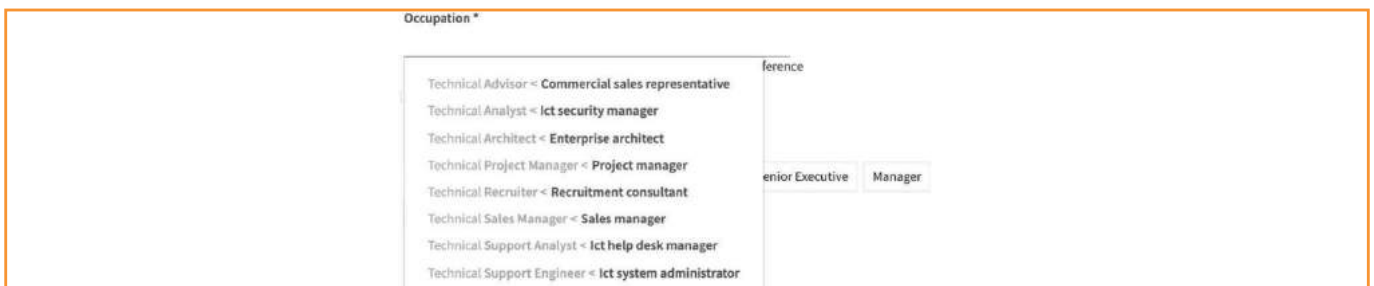 Occupation *
ference
Technical Advisor < Commercial sales representative
Technical Analyst < Ict security manager
Technical Architect < Enterprise architect
Technical Project Manager < Project manager
enior Executive Manager
Technical Recruiter < Recruitment consultant
Technical Sales Manager < Sales manager
Technical Support Analyst < Ict help desk manager
Technical Support Engineer < Ict system administrator